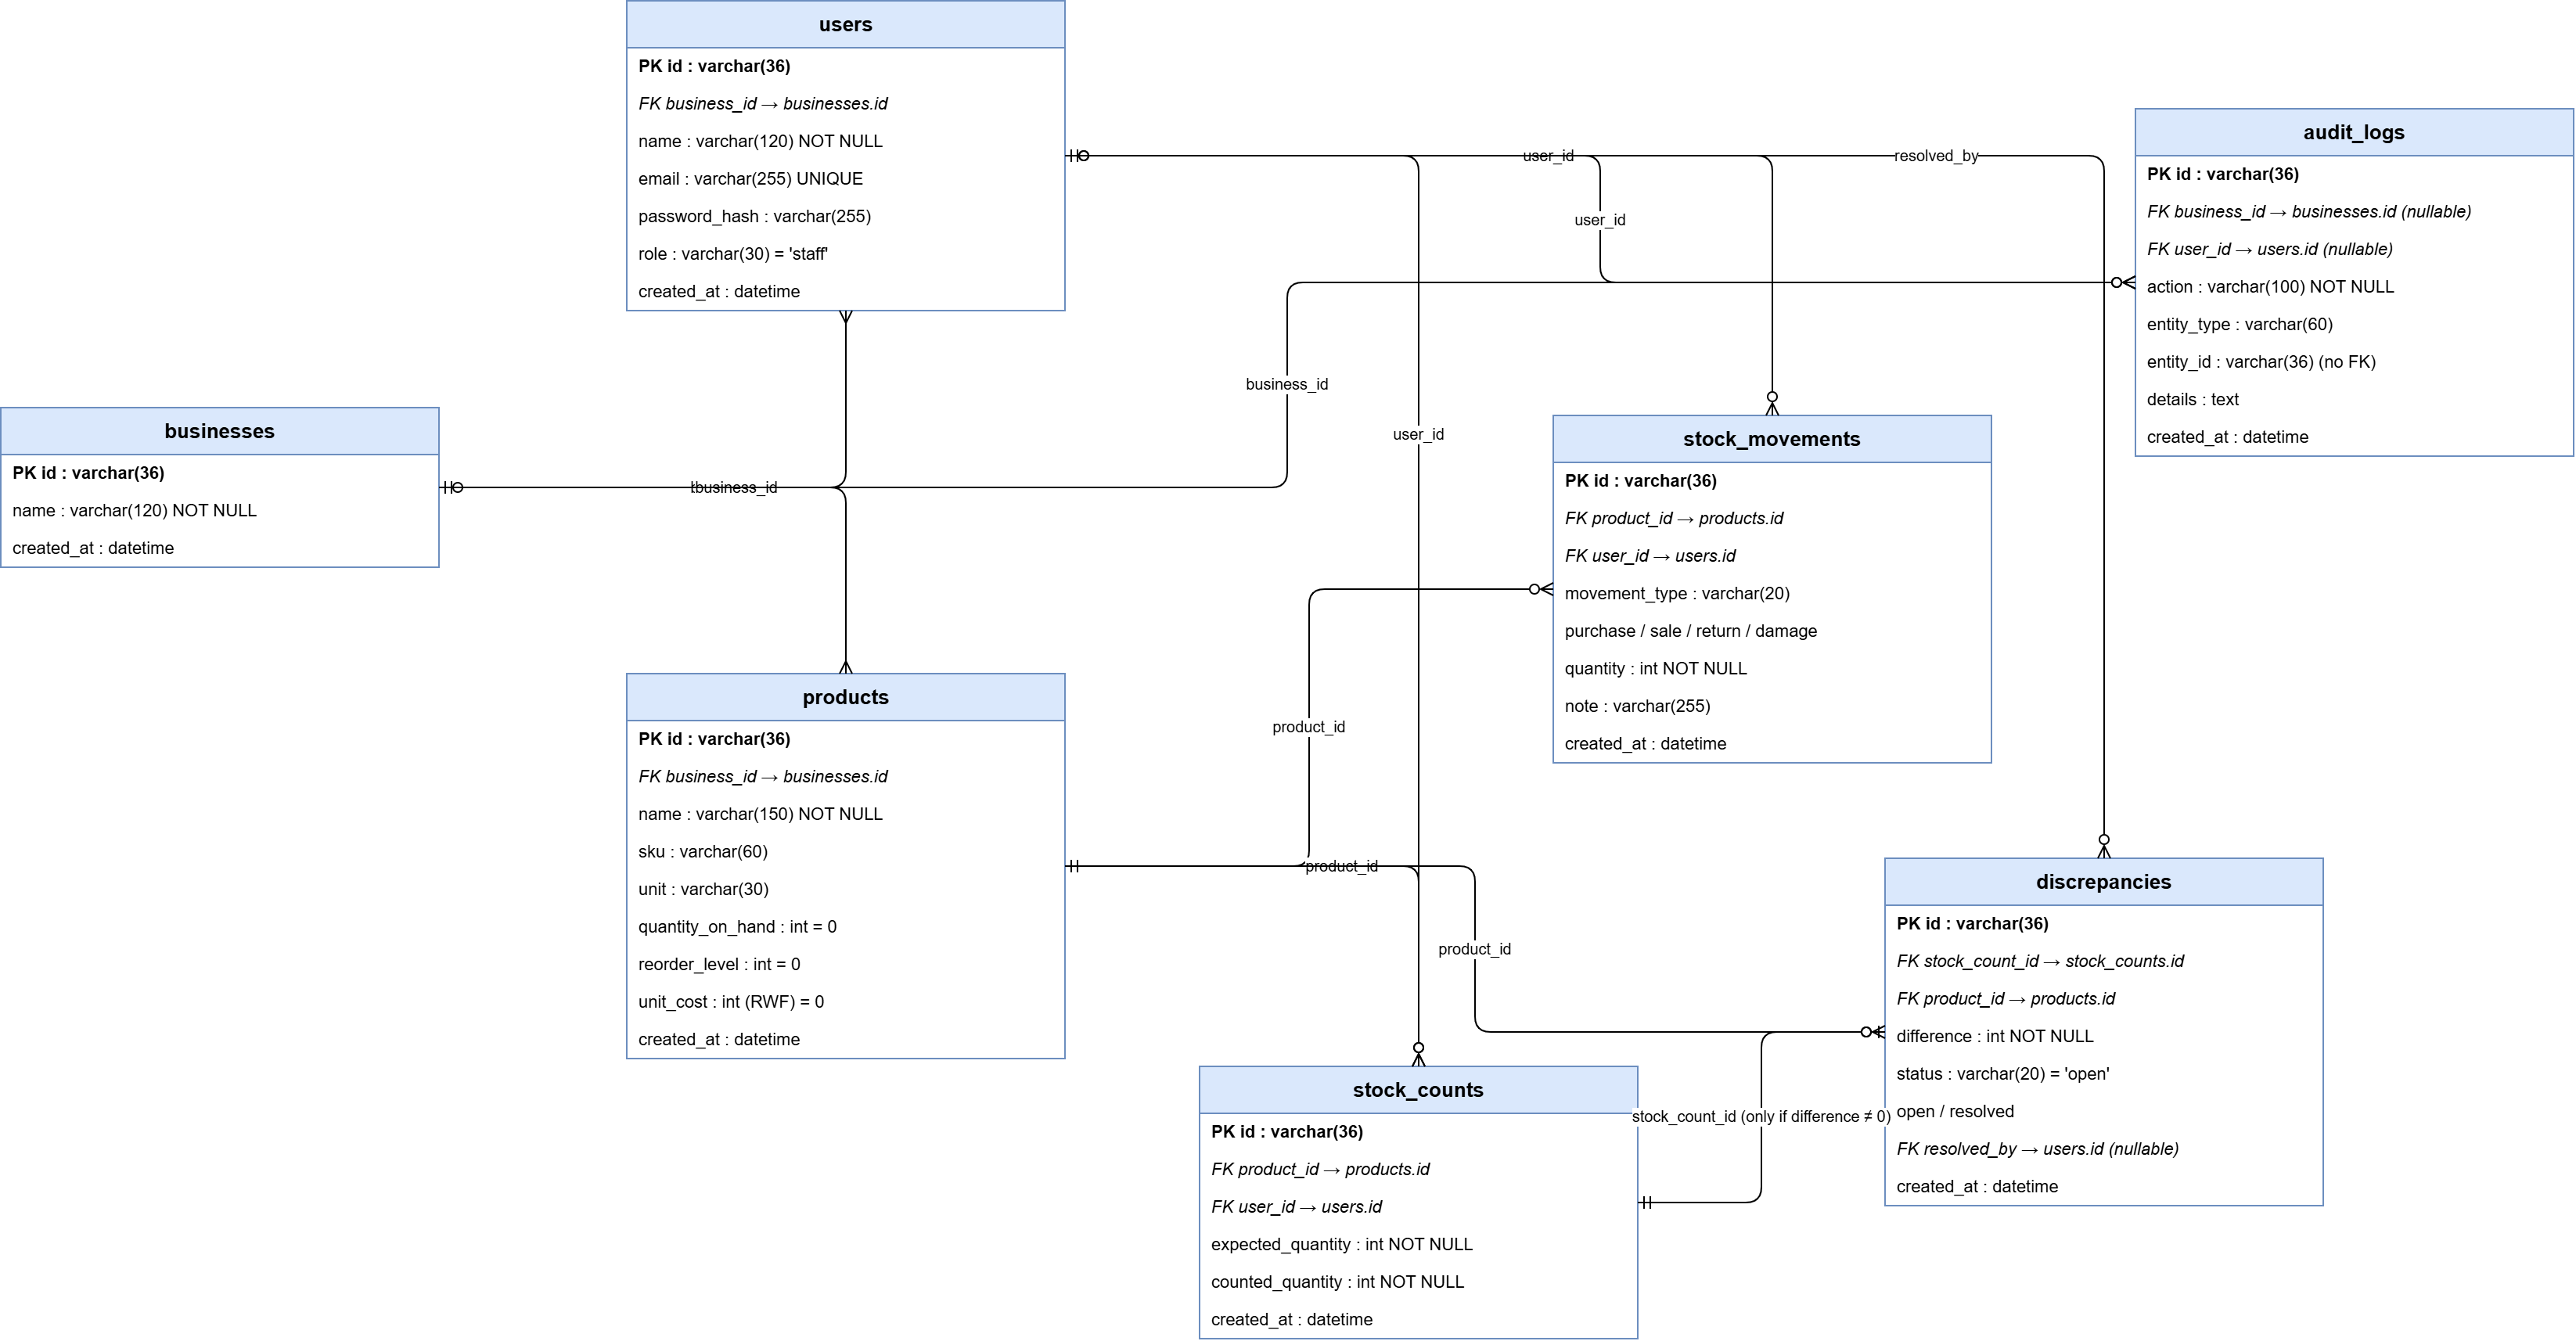 users
PK id : varchar(36)
FK business_id → businesses.id
name : varchar(120) NOT NULL
email : varchar(255) UNIQUE
password_hash : varchar(255)
role : varchar(30) = 'staff'
created_at : datetime
user_id
resolved_by
user_id
business_id
user_id
audit_logs
PK id : varchar(36)
FK business_id → businesses.id (nullable)
FK user_id → users.id (nullable)
action : varchar(100) NOT NULL
entity_type : varchar(60)
entity_id : varchar(36) (no FK)
details : text
created_at : datetime
businesses
PK id : varchar(36)
name : varchar(120) NOT NULL
created_at : datetime
business_id
stock_movements
PK id : varchar(36)
FK product_id → products.id
FK user_id → users.id
movement_type : varchar(20)
purchase / sale / return / damage
quantity : int NOT NULL
note : varchar(255)
created_at : datetime
products
PK id : varchar(36)
FK business_id → businesses.id
name : varchar(150) NOT NULL
sku : varchar(60)
unit : varchar(30)
quantity_on_hand : int = 0
reorder_level : int = 0
unit_cost : int (RWF) = 0
created_at : datetime
product_id
product_id
product_id
discrepancies
PK id : varchar(36)
FK stock_count_id → stock_counts.id
FK product_id → products.id
difference : int NOT NULL
status : varchar(20) = 'open'
open / resolved
FK resolved_by → users.id (nullable)
created_at : datetime
stock_count_id (only if difference ≠ 0)
stock_counts
PK id : varchar(36)
FK product_id → products.id
FK user_id → users.id
expected_quantity : int NOT NULL
counted_quantity : int NOT NULL
created_at : datetime